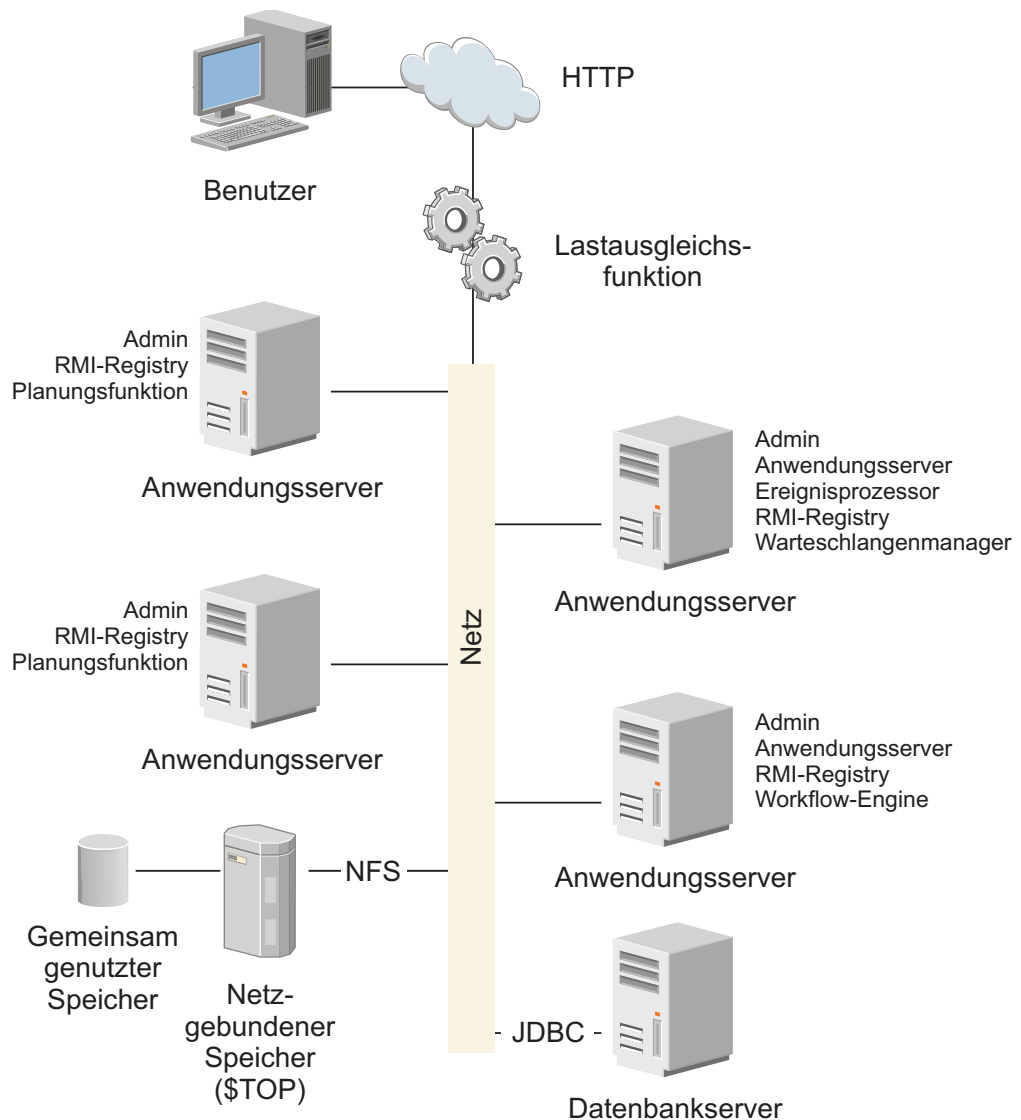 HTTP
Benutzer
Lastausgleichs-
funktion
Admin
RMI-Registry
Planungsfunktion
Anwendungsserver
Admin
Anwendungsserver
Ereignisprozessor
RMI-Registry
Warteschlangenmanager
Anwendungsserver
Admin
RMI-Registry
Planungsfunktion
Anwendungsserver
Netz
Admin
Anwendungsserver
RMI-Registry
Workflow-Engine
Anwendungsserver
NFS
Gemeinsam
genutzter
Speicher
Netz-
gebundener
Speicher
($TOP)
JDBC
Datenbankserver